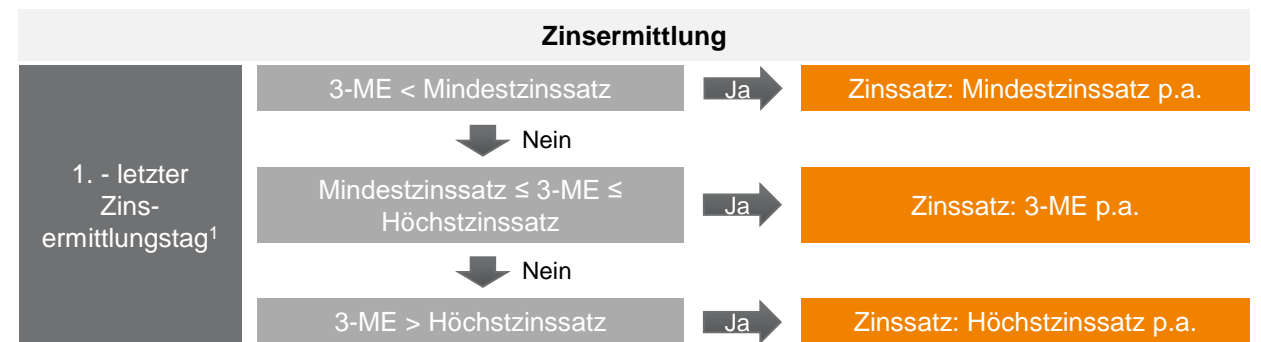 Zinsermittlung
3-ME < Mindestzinssatz
Ja
Zinssatz: Mindestzinssatz p.a.
Nein
1. - letzter
Zins-
ermittlungstag¹
Mindestzinssatz ≤ 3-ME ≤
Höchstzinssatz
Ja
Zinssatz: 3-ME p.a.
Nein
3-ME > Höchstzinssatz
Ja
Zinssatz: Höchstzinssatz p.a.